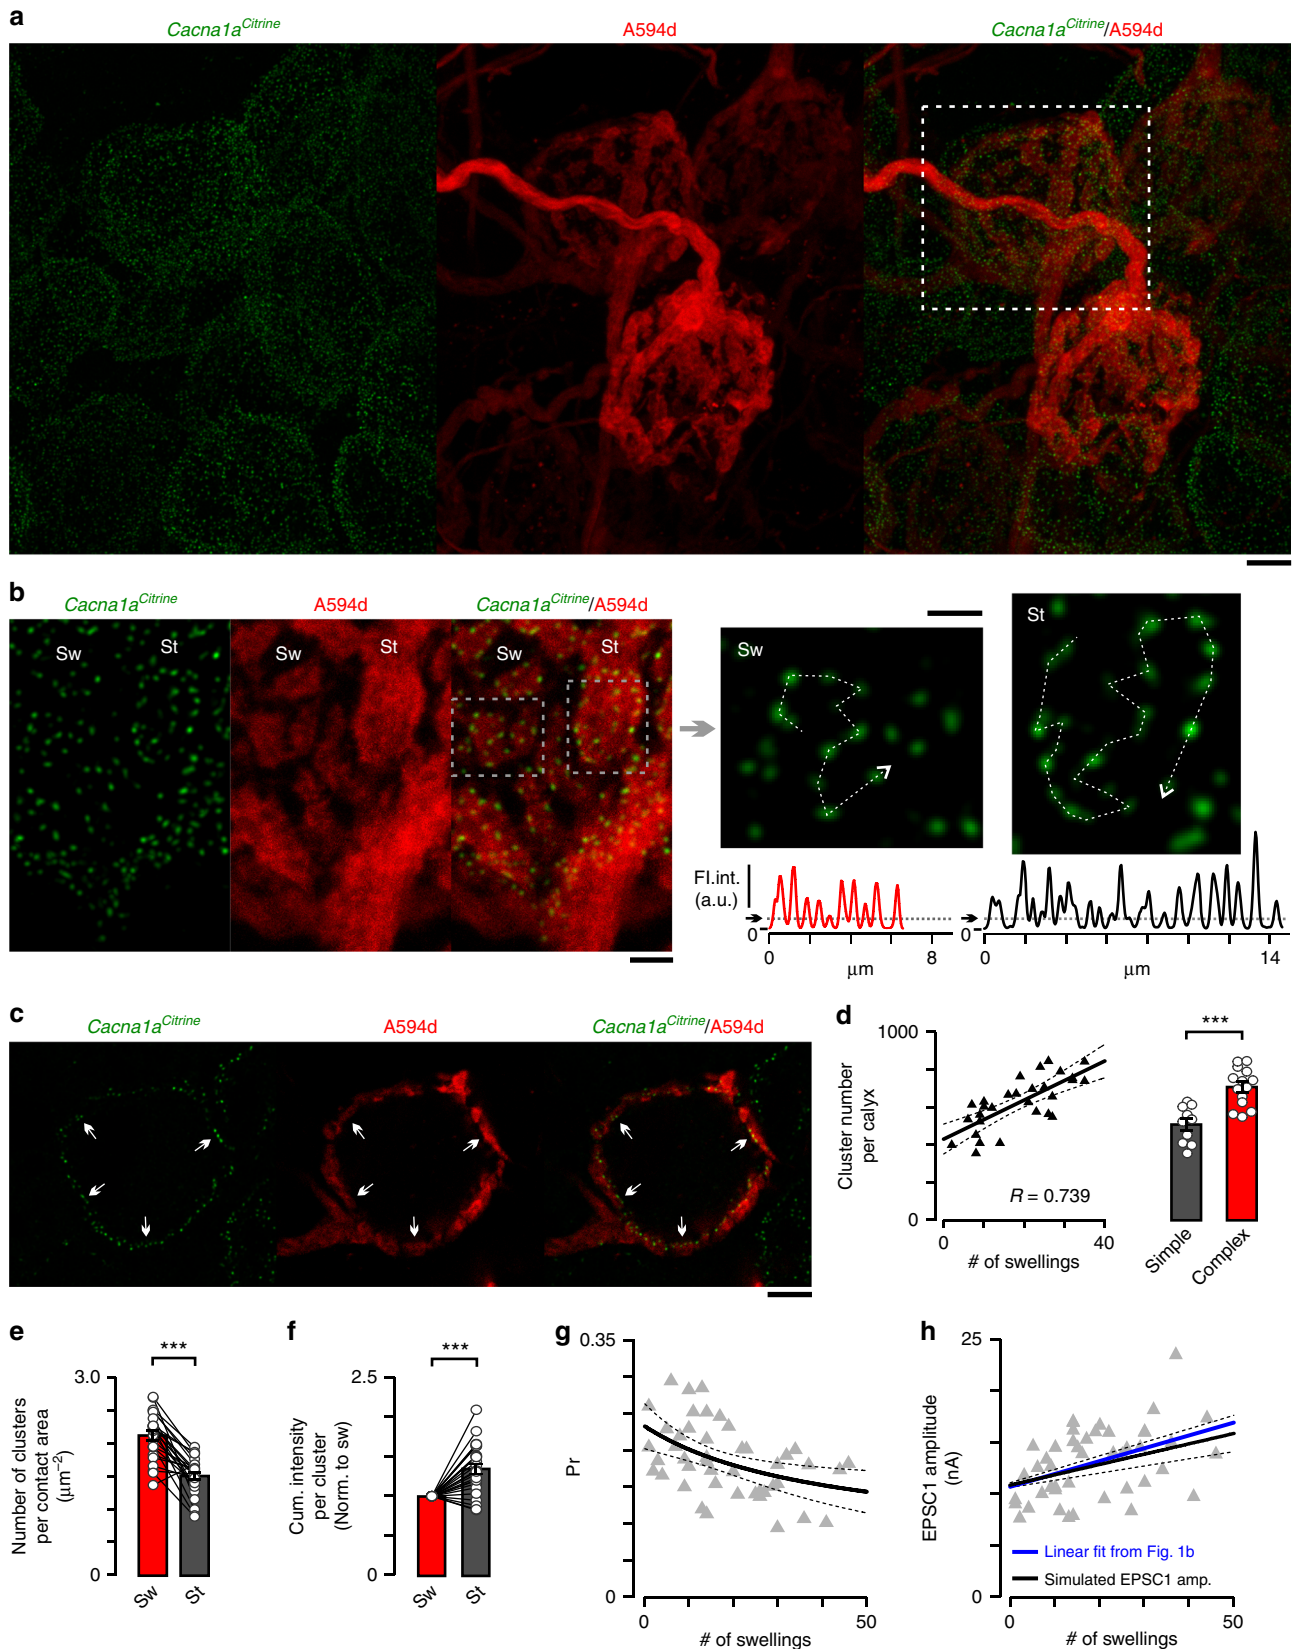 a
Cacna1aCitrine
A594d
Cacna1aCitrine/A594d
b
Cacna1aCitrine
A594d
Cacna1aCitrine/A594d
Sw
St
Sw
St
Sw
St
Sw
St
Fl.int.
(a.u.)
0
0
8
µm
0
0
14
µm
c
Cacna1aCitrine
A594d
Cacna1aCitrine/A594d
d
Cluster number
per calyx
1000
0
R = 0.739
0
40
# of swellings
***
Simple
Complex
e
Number of clusters
per contact area
(µm−2)
3.0
0
***
Sw
St
f
Cum. intensity
per cluster
(Norm. to sw)
2.5
0
***
Sw
St
g
Pr
0.35
0
0
50
# of swellings
h
EPSC1 amplitude
(nA)
25
0
Linear fit from Fig. 1b
Simulated EPSC1 amp.
0
50
# of swellings